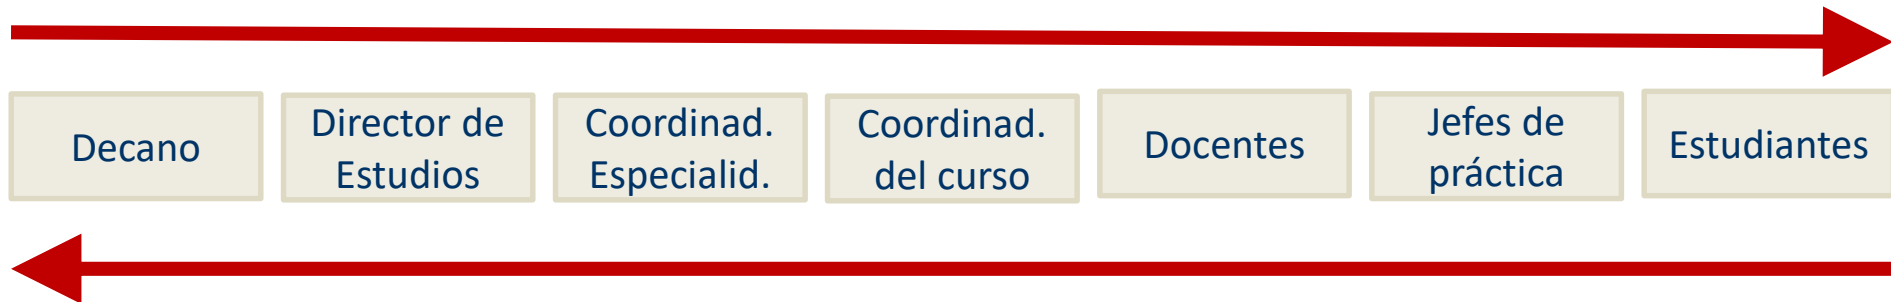 Decano
Director de
Estudios
Coordinad.
Especialid.
Coordinad.
del curso
Docentes
Jefes de
práctica
Estudiantes